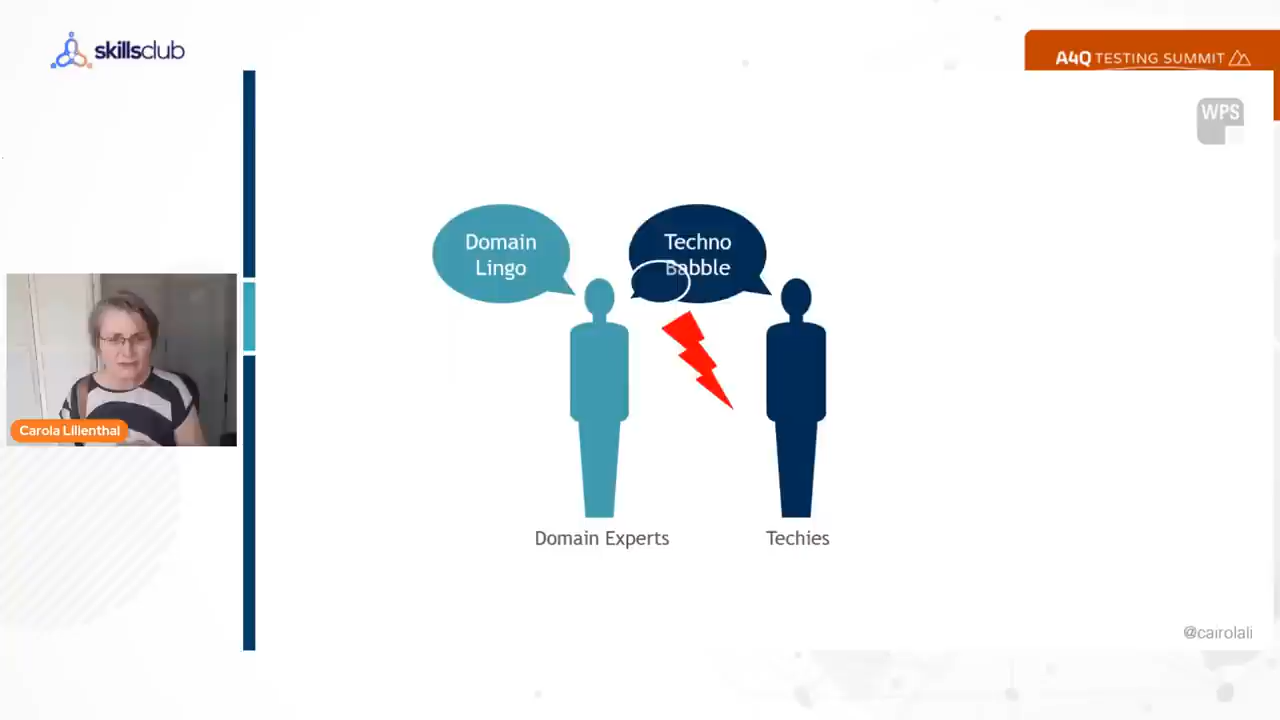 skillsclub
A4Q TESTING SUMMIT
WPS
Domain
Lingo
Techno
Babble
Carola Lilienthal
Domain Experts
Techies
@cairolali